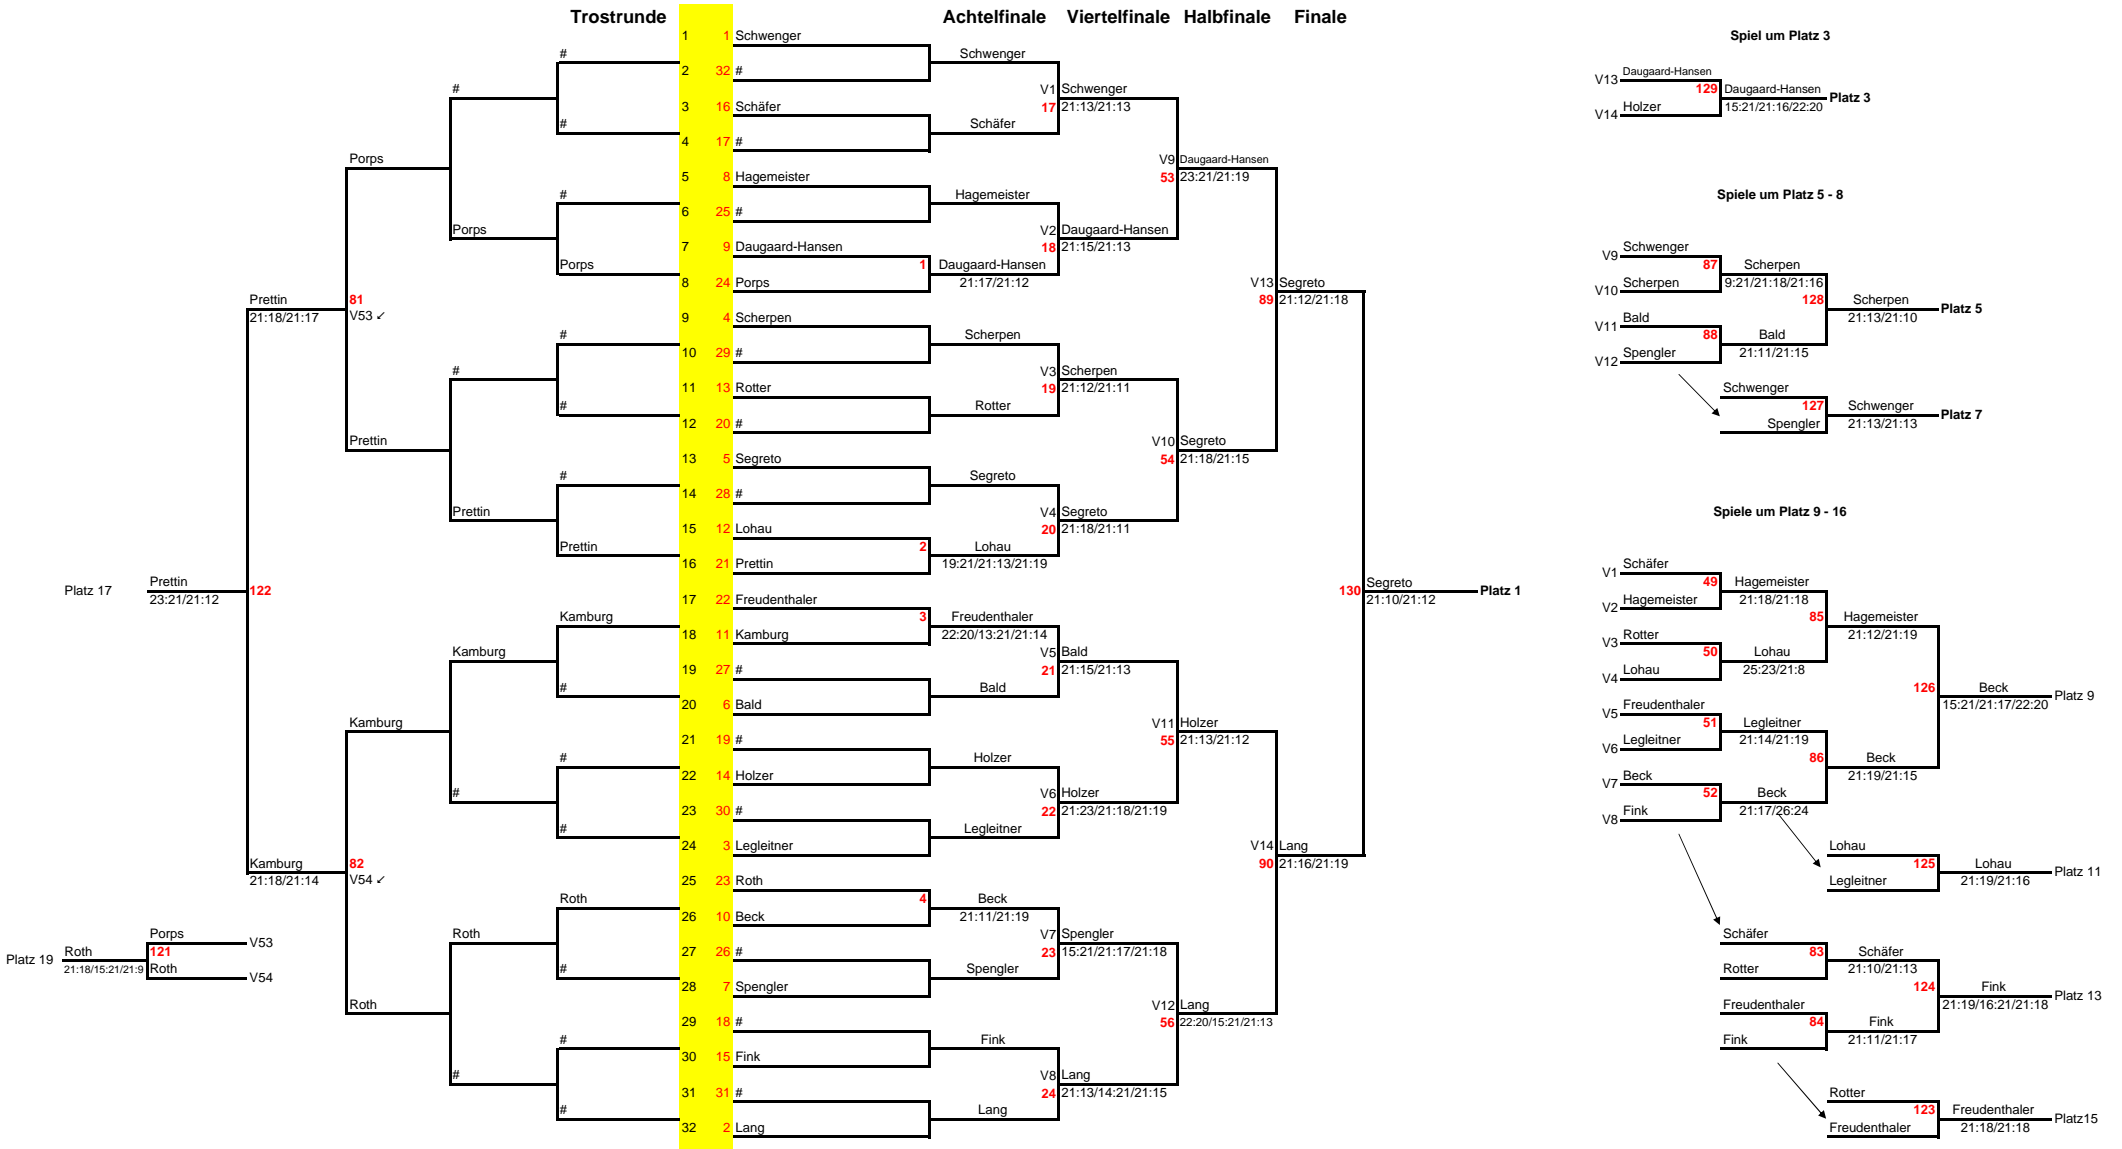 Trostrunde Achtelfinale Viertelfinale Halbfinale Finale
1 1 Schwenger
2 32 #
3 16 Schäfer
4 17 #
5 8 Hagemeister
6 25 #
7 9 Daugaard-Hansen
8 24 Porps
9 4 Scherpen
10 29 #
11 13 Rotter
12 20 #
13 5 Segreto
14 28 #
15 12 Lohau
16 21 Prettin
17 22 Freudenthaler
18 11 Kamburg
19 27 #
20 6 Bald
21 19 #
22 14 Holzer
23 30 #
24 3 Legleitner
25 23 Roth
26 10 Beck
27 26 #
28 7 Spengler
29 18 #
30 15 Fink
31 31 #
32 2 Lang
#
#
#
Porps
#
#
#
Prettin
Kamburg
#
#
#
Roth
#
#
#
#
Porps
#
Prettin
Kamburg
#
Roth
#
Porps
Prettin
Kamburg
Roth
Prettin
21:18/21:17
81
V53 ↙
Kamburg
21:18/21:14
82
V54 ↙
Platz 17
Prettin
23:21/21:12
122
Platz 19
Roth
21:18/15:21/21:9
Porps
121
Roth
V53
V54
Schwenger
Schäfer
Hagemeister
1 Daugaard-Hansen
21:17/21:12
Scherpen
Rotter
Segreto
2 Lohau
19:21/21:13/21:19
3 Freudenthaler
22:20/13:21/21:14
Bald
Holzer
Legleitner
4 Beck
21:11/21:19
Spengler
Fink
Lang
V1 Schwenger
17 21:13/21:13
V2 Daugaard-Hansen
18 21:15/21:13
V3 Scherpen
19 21:12/21:11
V4 Segreto
20 21:18/21:11
V5 Bald
21 21:15/21:13
V6 Holzer
22 21:23/21:18/21:19
V7 Spengler
23 15:21/21:17/21:18
V8 Lang
24 21:13/14:21/21:15
V9 Daugaard-Hansen
53 23:21/21:19
V10 Segreto
54 21:18/21:15
V11 Holzer
55 21:13/21:12
V12 Lang
56 22:20/15:21/21:13
V13 Segreto
89 21:12/21:18
V14 Lang
90 21:16/21:19
130 Segreto Platz 1
21:10/21:12
Spiel um Platz 3
V13 Daugaard-Hansen
129 Daugaard-Hansen Platz 3
15:21/21:16/22:20
V14 Holzer
Spiele um Platz 5 - 8
V9 Schwenger
87 Scherpen
9:21/21:18/21:16
V10 Scherpen
128 Scherpen Platz 5
21:13/21:10
V11 Bald
88 Bald
21:11/21:15
V12 Spengler
Schwenger
127 Schwenger Platz 7
21:13/21:13
Spengler
Spiele um Platz 9 - 16
V1 Schäfer
49 Hagemeister
21:18/21:18
V2 Hagemeister
85 Hagemeister
21:12/21:19
V3 Rotter
50 Lohau
25:23/21:8
V4 Lohau
126 Beck Platz 9
15:21/21:17/22:20
V5 Freudenthaler
51 Legleitner
21:14/21:19
V6 Legleitner
86 Beck
21:19/21:15
V7 Beck
52 Beck
21:17/26:24
V8 Fink
Lohau
125 Lohau Platz 11
21:19/21:16
Legleitner
Schäfer
83 Schäfer
21:10/21:13
Rotter
124 Fink Platz 13
21:19/16:21/21:18
Freudenthaler
84 Fink
21:11/21:17
Fink
Rotter
123 Freudenthaler Platz15
21:18/21:18
Freudenthaler